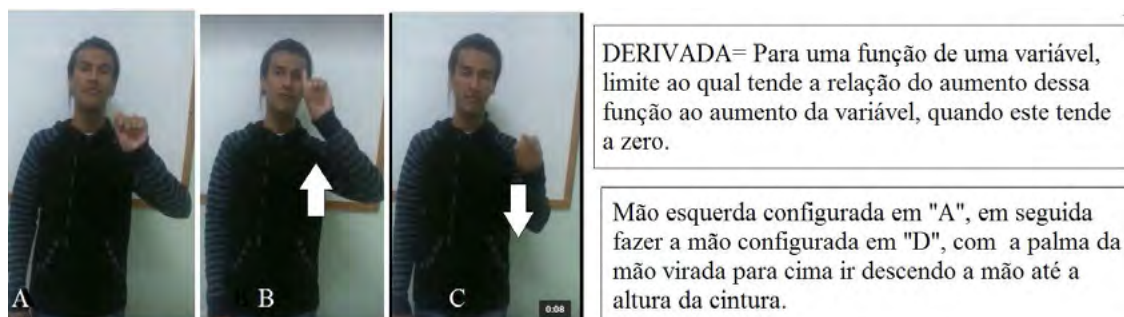 A
B
C
0:08
DERIVADA= Para uma função de uma variável,
limite ao qual tende a relação do aumento dessa
função ao aumento da variável, quando este tende
a zero.
Mão esquerda configurada em "A", em seguida
fazer a mão configurada em "D", com a palma da
mão virada para cima ir descendo a mão até a
altura da cintura.